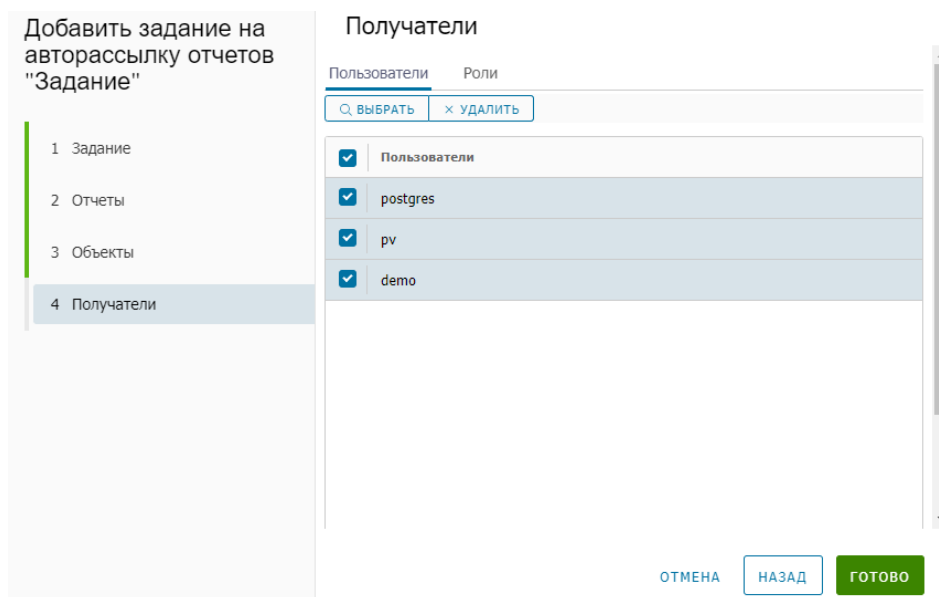 Добавить задание на
авторассылку отчетов
"Задание"
1 Задание
2 Отчеты
3 Объекты
4 Получатели
Получатели
Пользователи Роли
ВЫБРАТЬ × УДАЛИТЬ
Пользователи
postgres
pv
demo
ОТМЕНА НАЗАД ГОТОВО